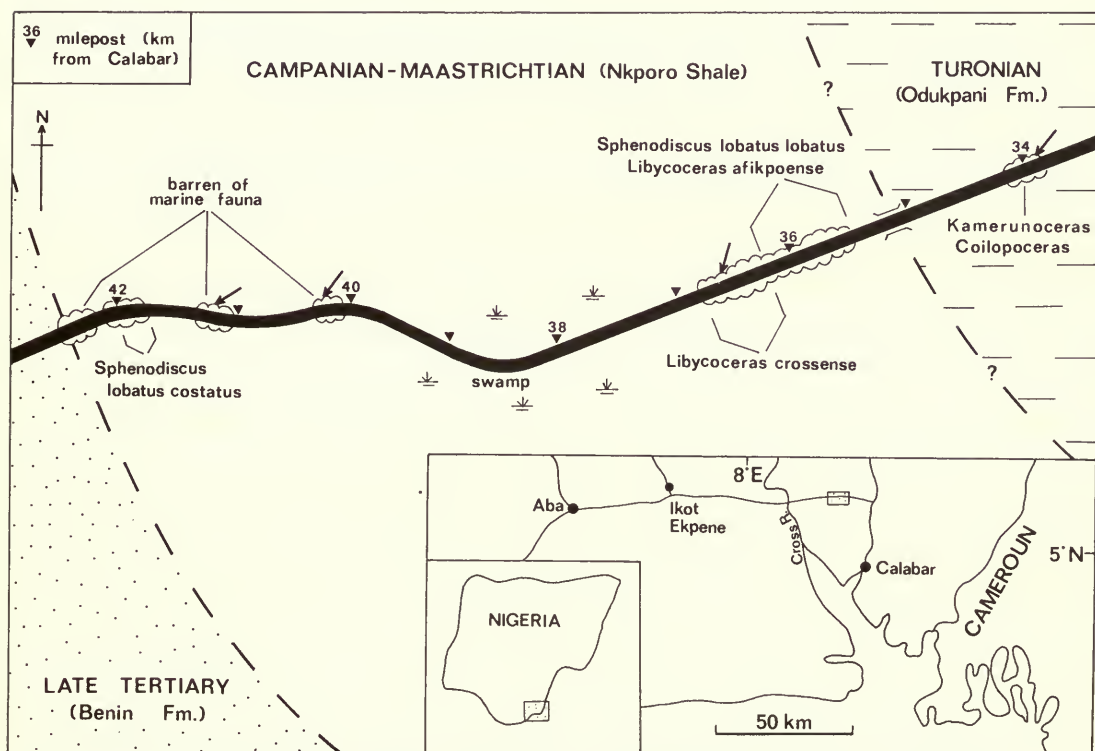 36 milepost (km
from Calabar)
CAMPANIAN-MAASTRICHTIAN (Nkporo Shale)
TURONIAN
(Odukpani Fm.)
?
N
Sphenodiscus lobatus lobatus
Libycoceras afikpoense
34
barren of
marine fauna
36
Kamerunoceras
Coilopoceras
42
40
38
Sphenodiscus
lobatus costatus
swamp
Libycoceras crossense
?
8°E
Aba
Ikot
Ekpene
Cross R.
5°N
Calabar
CAMEROUN
NIGERIA
LATE TERTIARY
(Benin Fm.)
50 km